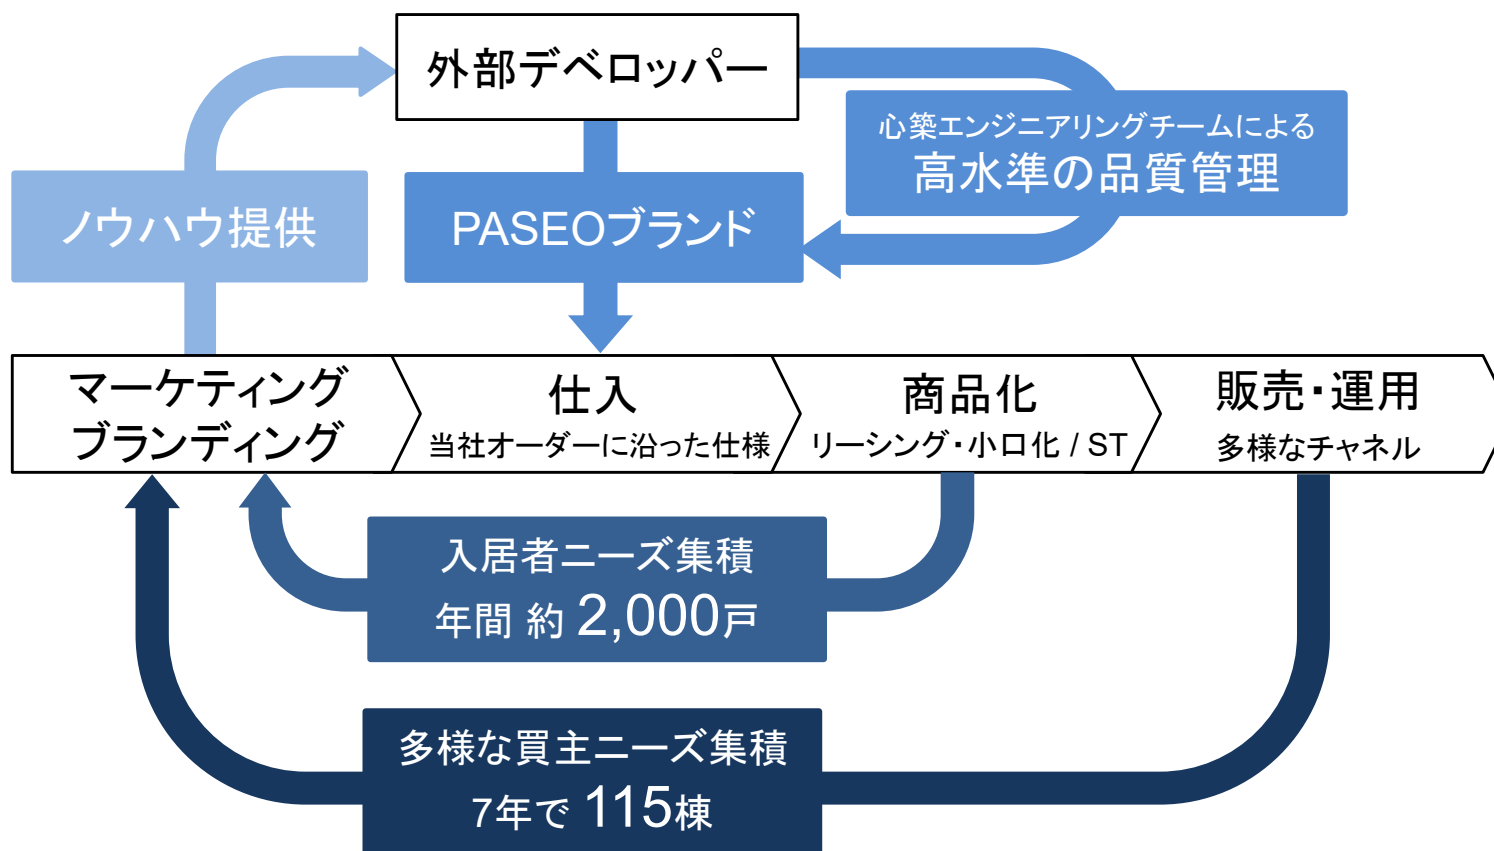 外部デベロッパー
心築エンジニアリングチームによる
高水準の品質管理
ノウハウ提供
PASEOブランド
マーケティング
ブランディング
仕入
当社オーダーに沿った仕様
商品化
リーシング・小口化 / ST
販売・運用
多様なチャネル
入居者ニーズ集積
年間 約 2,000戸
多様な買主ニーズ集積
7年で 115棟